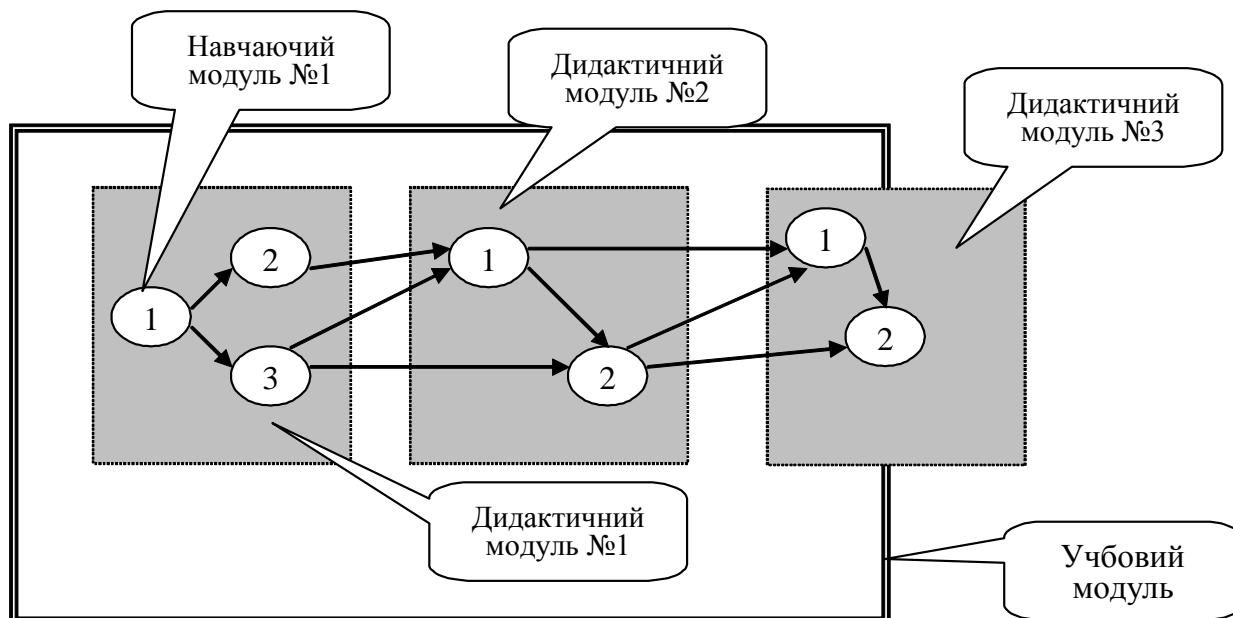 Навчаючий
модуль №1
Дидактичний
модуль №2
Дидактичний
модуль №3
1
2
3
1
2
1
2
Дидактичний
модуль №1
Учбовий
модуль